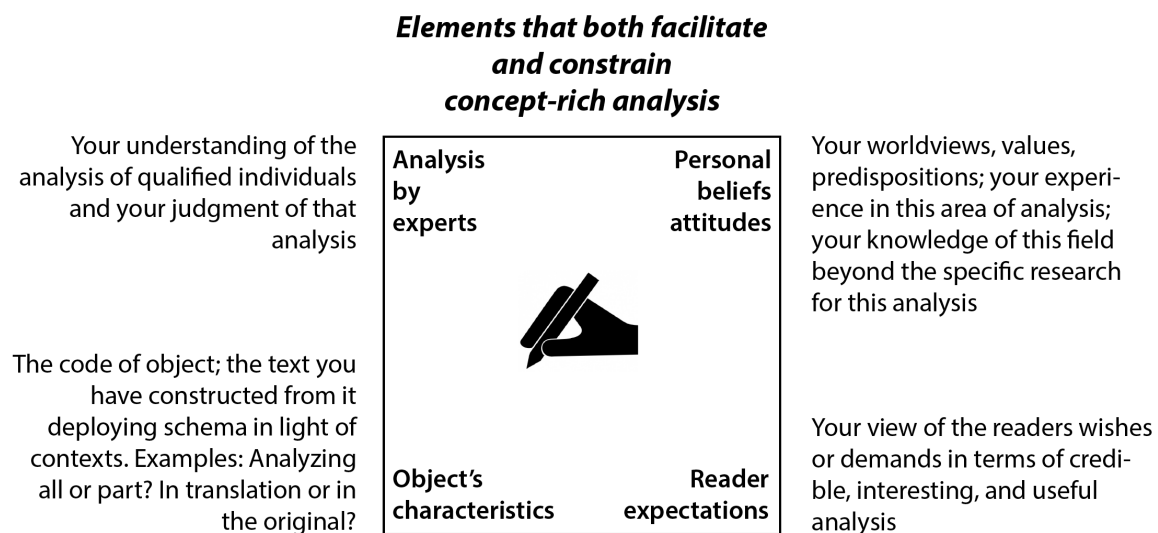 Elements that both facilitate
and constrain
concept-rich analysis
Your understanding of the
analysis of qualified individuals
and your judgment of that
analysis
Analysis
by
experts
Personal
beliefs
attitudes
Your worldviews, values,
predispositions; your experi-
ence in this area of analysis;
your knowledge of this field
beyond the specific research
for this analysis
The code of object; the text you
have constructed from it
deploying schema in light of
contexts. Examples: Analyzing
all or part? In translation or in
the original?
Object’s
characteristics
Reader
expectations
Your view of the readers wishes
or demands in terms of credi-
ble, interesting, and useful
analysis